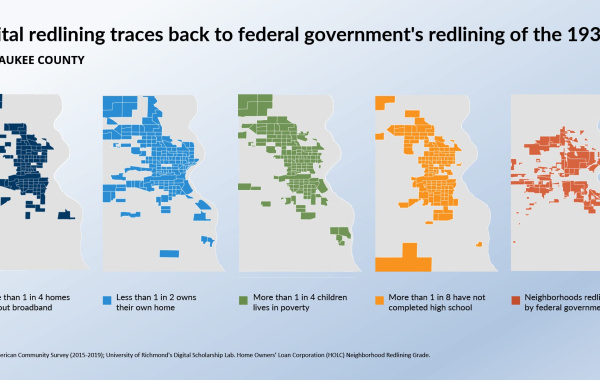 ital redlining traces back to federal government's redlining of the 193
AUKEE COUNTY
e than 1 in 4 homes
out broadband
Less than 1 in 2 owns
their own home
More than 1 in 4 children
lives in poverty
More than 1 in 8 have not
completed high school
Neighborhoods redli
by federal governme
erican Community Survey (2015-2019); University of Richmond's Digital Scholarship Lab. Home Owners' Loan Corporation (HOLC) Neighborhood Redlining Grade.